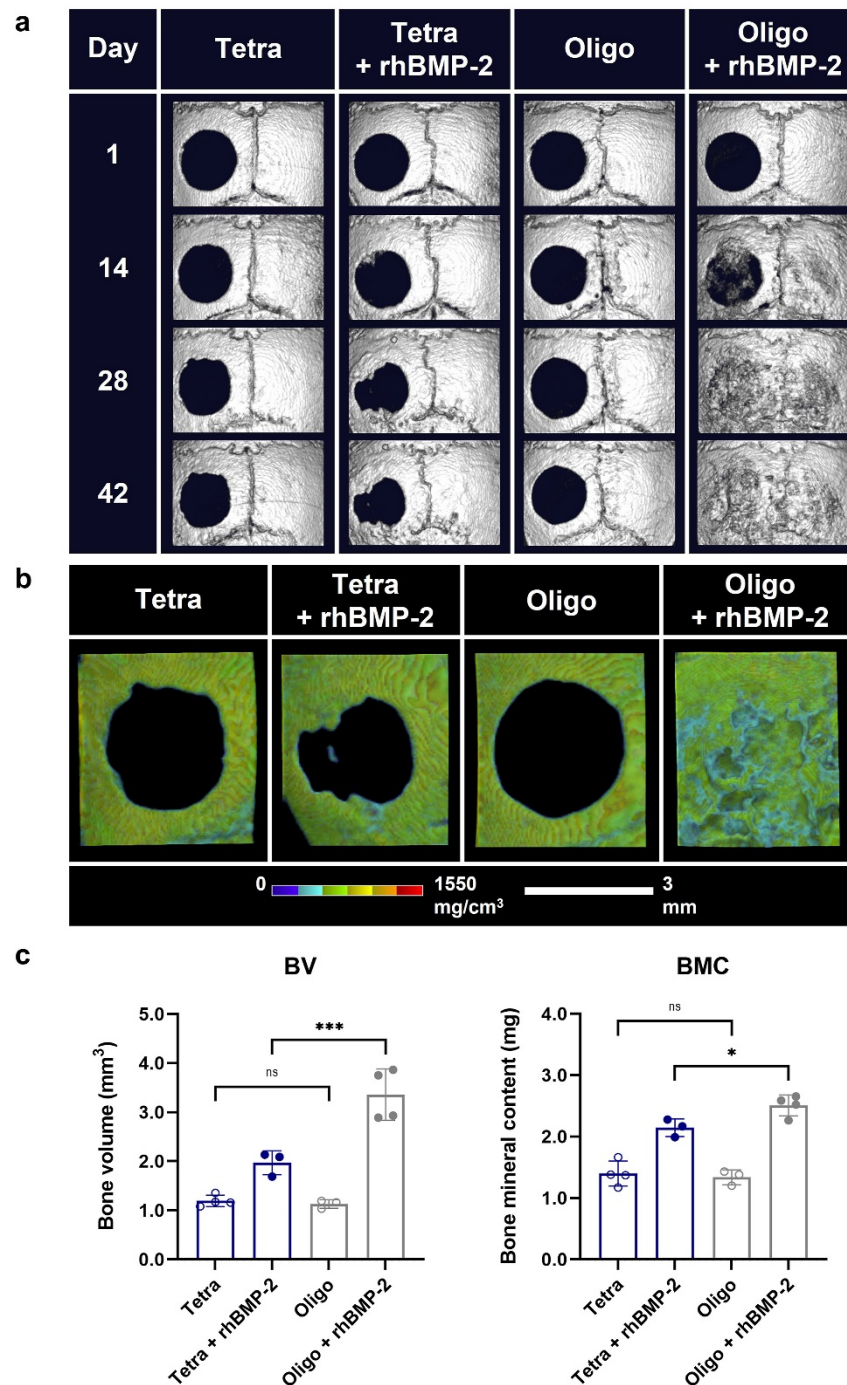 a
Day
Tetra
Tetra
+ rhBMP-2
Oligo
Oligo
+ rhBMP-2
1
14
28
42
b
Tetra
Tetra
+ rhBMP-2
Oligo
Oligo
+ rhBMP-2
0
1550
mg/cm³
3
mm
c
BV
Bone volume (mm³)
5.0
4.0
3.0
2.0
1.0
0.0
ns
***
Tetra
Tetra + rhBMP-2
Oligo
Oligo + rhBMP-2
BMC
Bone mineral content (mg)
4.0
3.0
2.0
1.0
0.0
ns
*
Tetra
Tetra + rhBMP-2
Oligo
Oligo + rhBMP-2